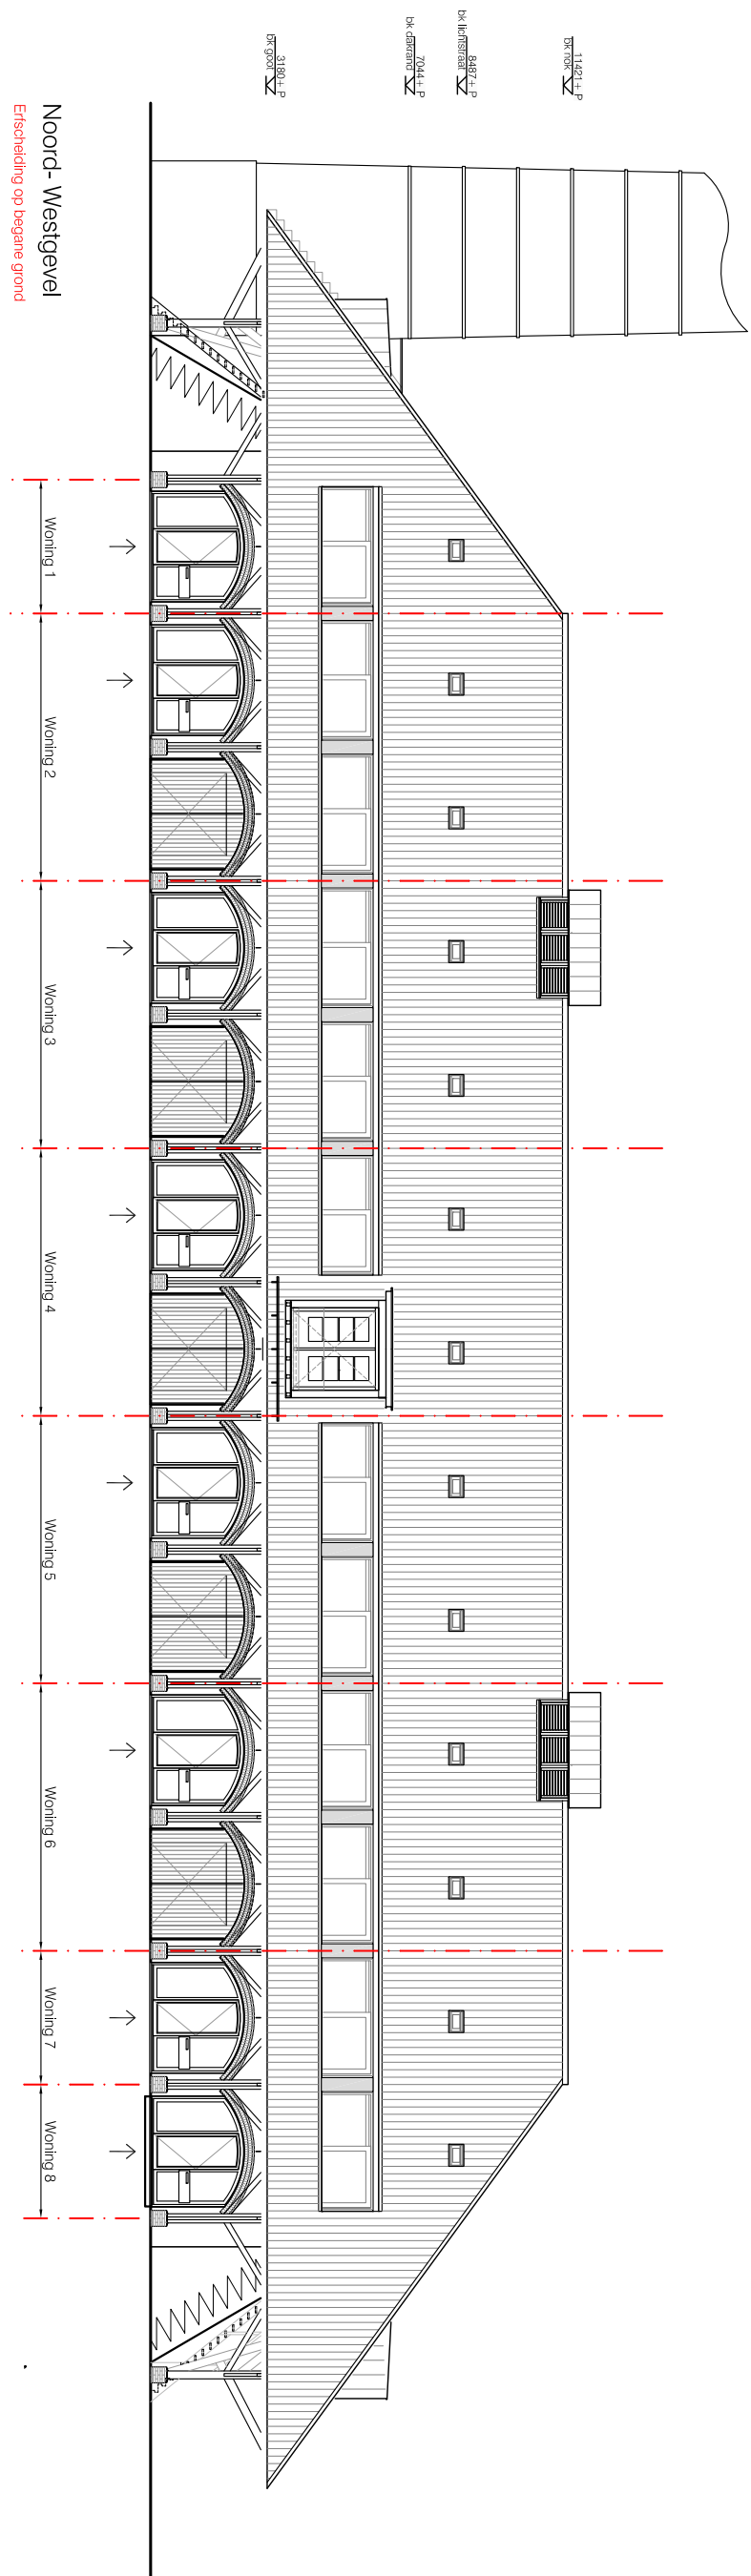 11421+ P
bk nok
8487+ P
bk lichtstraat
7044+ P
bk dakrand
3180+ P
bk goot
Woning 1
Woning 2
Woning 3
Woning 4
Woning 5
Woning 6
Woning 7
Woning 8
Noord- Westgevel
Erfscheiding op begane grond